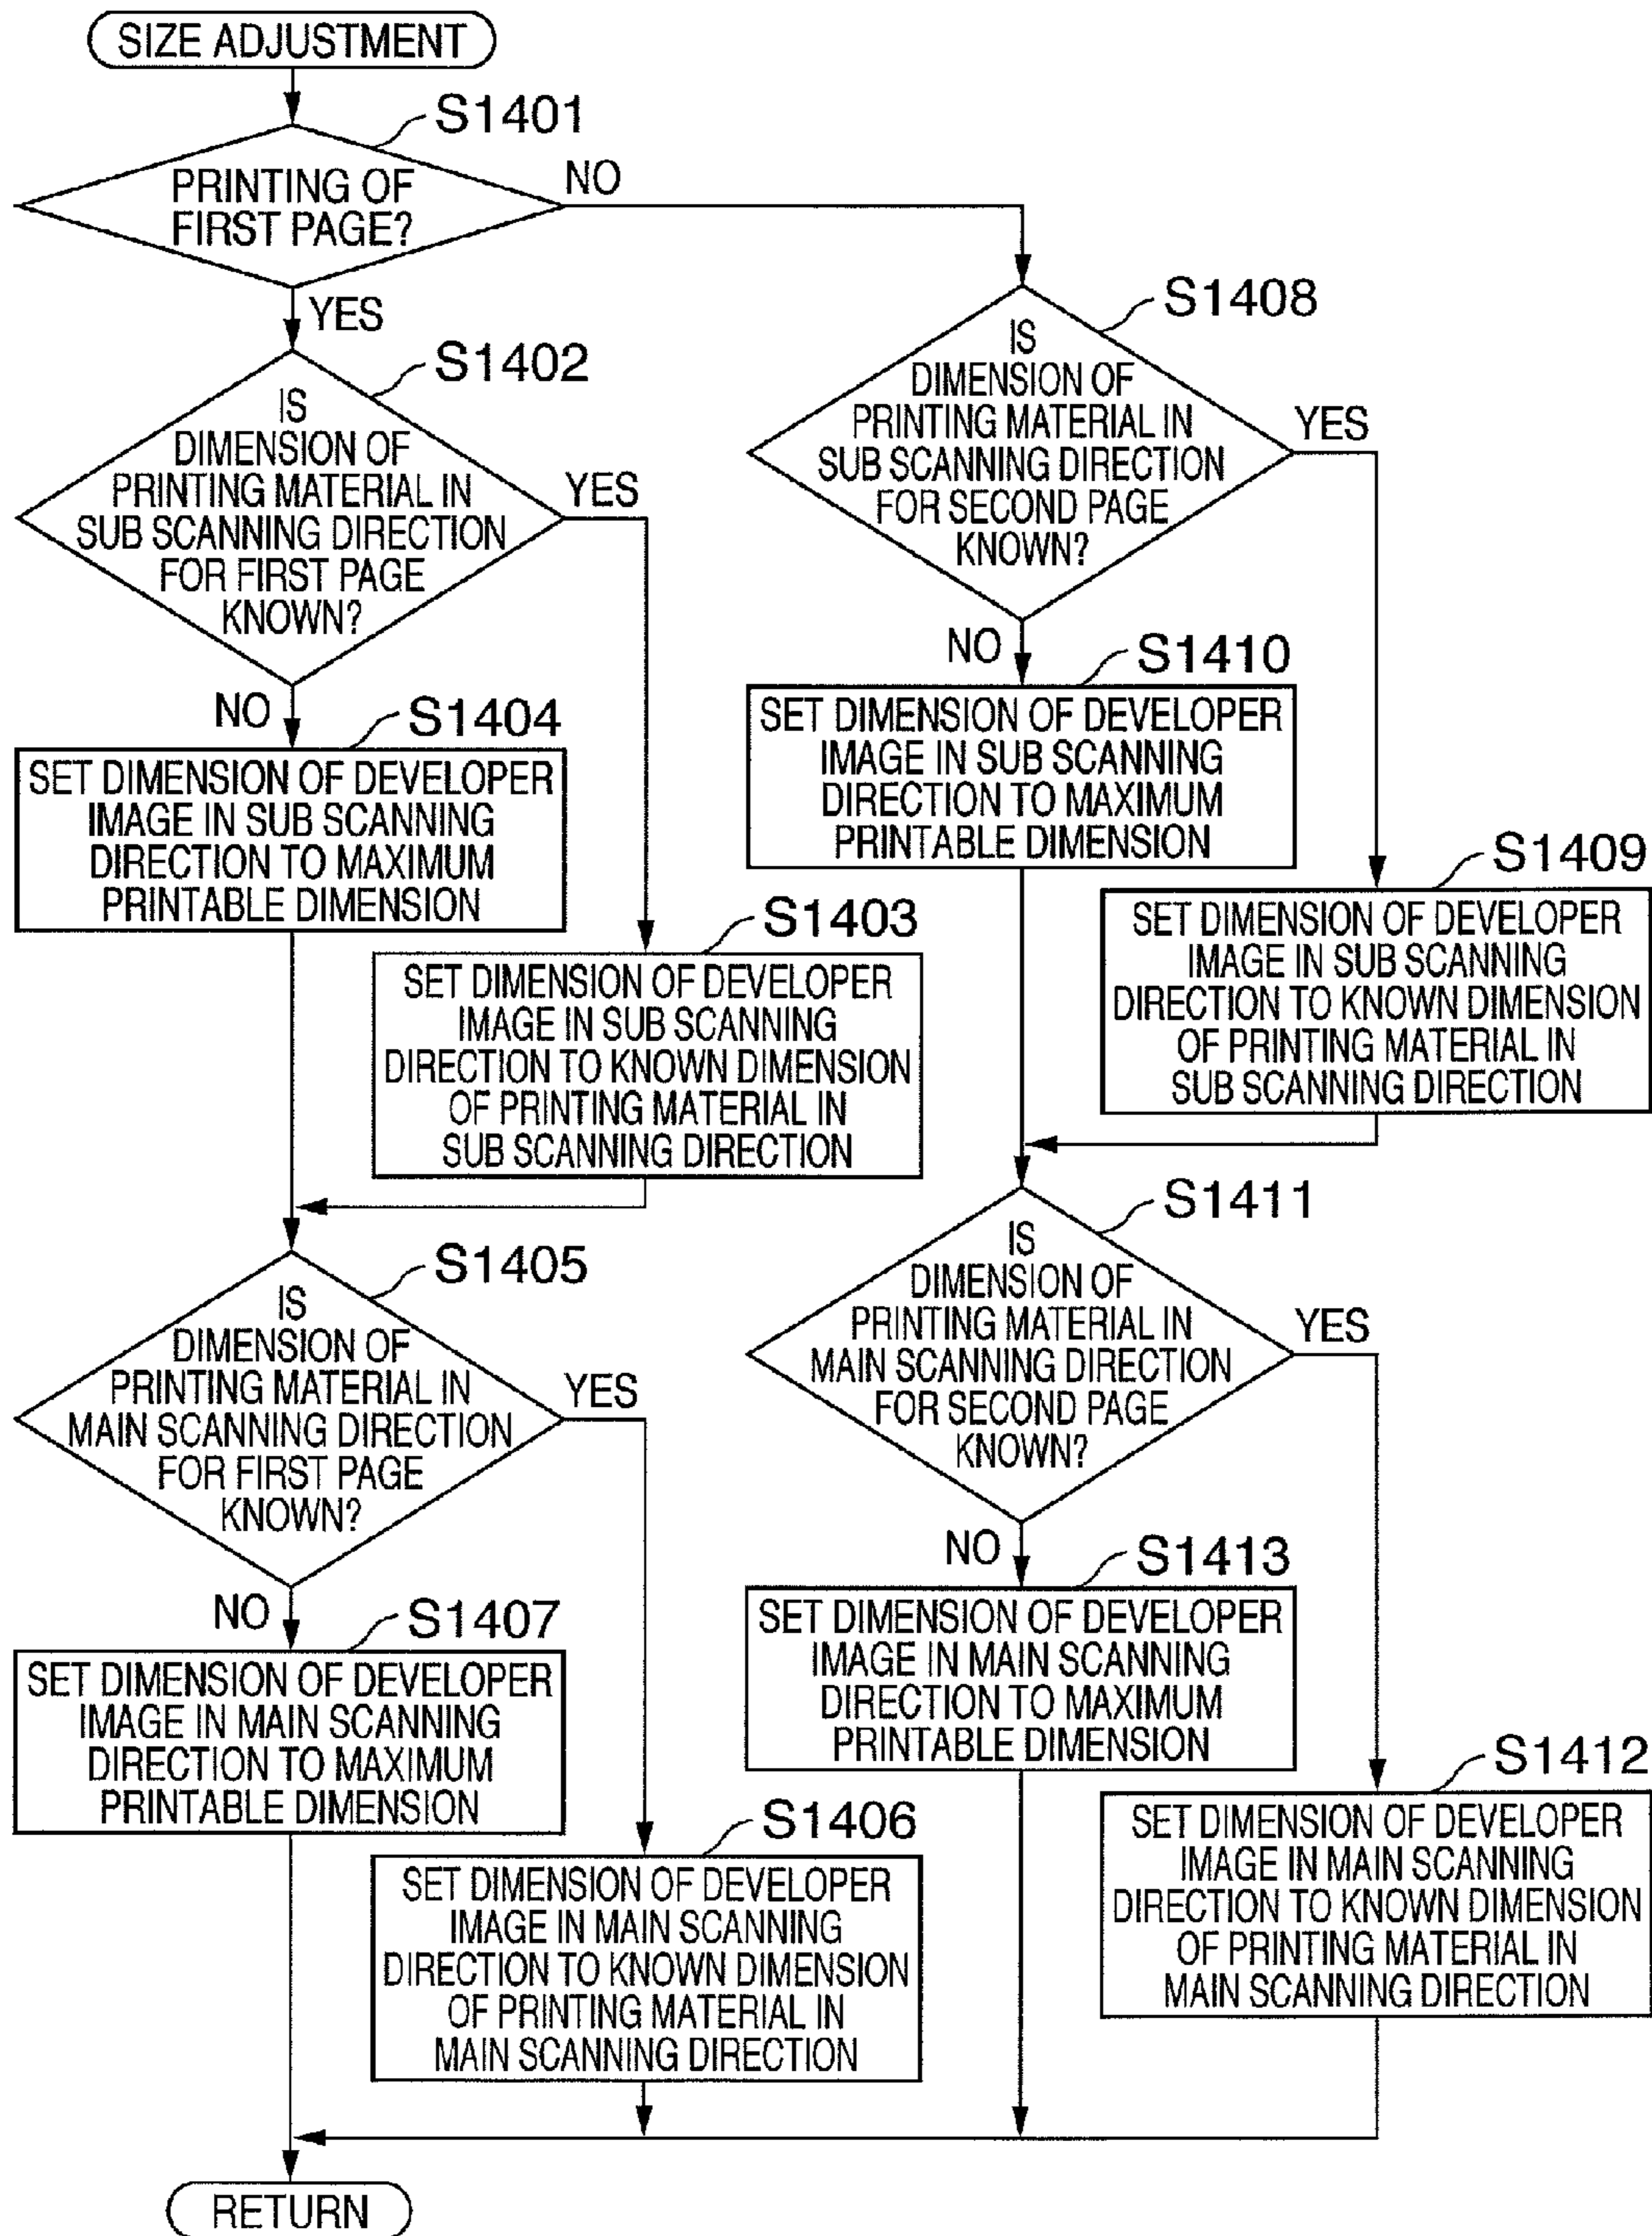 SIZE ADJUSTMENT
S1401
PRINTING OF
FIRST PAGE?
NO
YES
S1402
IS
DIMENSION OF
PRINTING MATERIAL IN
SUB SCANNING DIRECTION
FOR FIRST PAGE
KNOWN?
YES
NO
S1404
SET DIMENSION OF DEVELOPER
IMAGE IN SUB SCANNING
DIRECTION TO MAXIMUM
PRINTABLE DIMENSION
S1403
SET DIMENSION OF DEVELOPER
IMAGE IN SUB SCANNING
DIRECTION TO KNOWN DIMENSION
OF PRINTING MATERIAL IN
SUB SCANNING DIRECTION
S1405
IS
DIMENSION OF
PRINTING MATERIAL IN
MAIN SCANNING DIRECTION
FOR FIRST PAGE
KNOWN?
YES
NO
S1407
SET DIMENSION OF DEVELOPER
IMAGE IN MAIN SCANNING
DIRECTION TO MAXIMUM
PRINTABLE DIMENSION
S1406
SET DIMENSION OF DEVELOPER
IMAGE IN MAIN SCANNING
DIRECTION TO KNOWN DIMENSION
OF PRINTING MATERIAL IN
MAIN SCANNING DIRECTION
S1408
IS
DIMENSION OF
PRINTING MATERIAL IN
SUB SCANNING DIRECTION
FOR SECOND PAGE
KNOWN?
YES
NO
S1410
SET DIMENSION OF DEVELOPER
IMAGE IN SUB SCANNING
DIRECTION TO MAXIMUM
PRINTABLE DIMENSION
S1409
SET DIMENSION OF DEVELOPER
IMAGE IN SUB SCANNING
DIRECTION TO KNOWN DIMENSION
OF PRINTING MATERIAL IN
SUB SCANNING DIRECTION
S1411
IS
DIMENSION OF
PRINTING MATERIAL IN
MAIN SCANNING DIRECTION
FOR SECOND PAGE
KNOWN?
YES
NO
S1413
SET DIMENSION OF DEVELOPER
IMAGE IN MAIN SCANNING
DIRECTION TO MAXIMUM
PRINTABLE DIMENSION
S1412
SET DIMENSION OF DEVELOPER
IMAGE IN MAIN SCANNING
DIRECTION TO KNOWN DIMENSION
OF PRINTING MATERIAL IN
MAIN SCANNING DIRECTION
RETURN